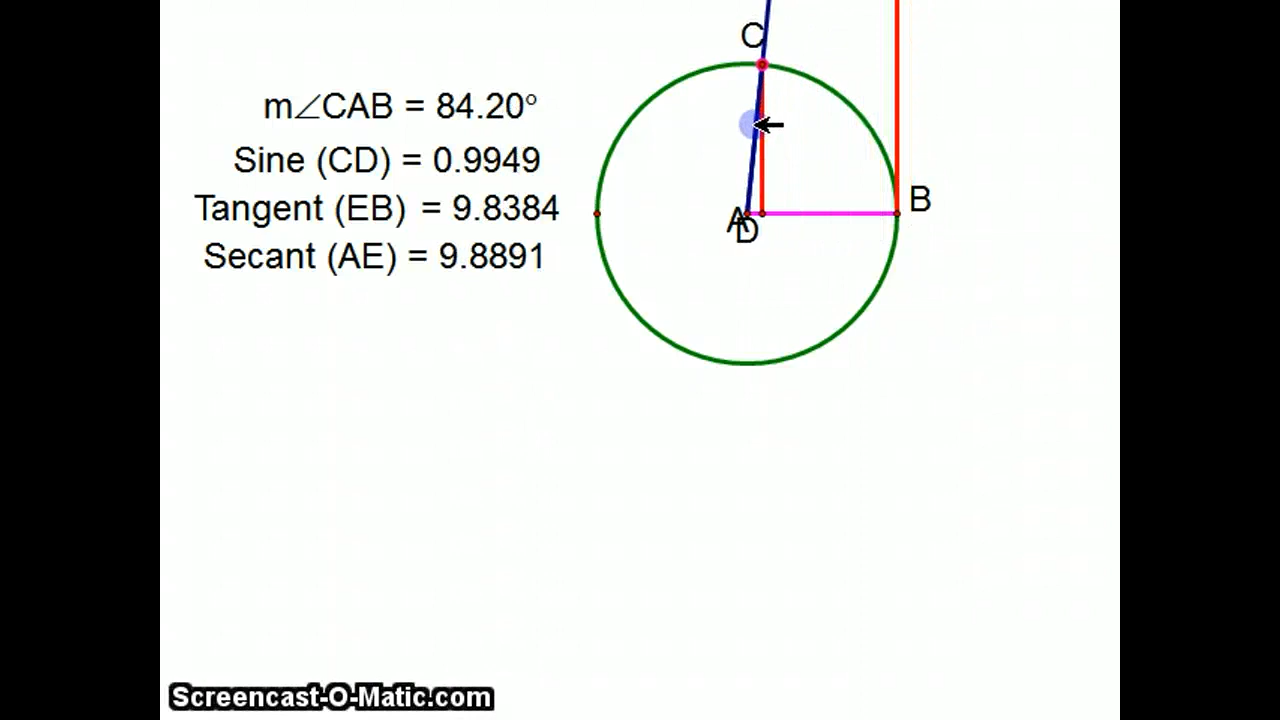 C
m∠CAB = 84.20°
Sine (CD) = 0.9949
Tangent (EB) = 9.8384
B
A
D
Secant (AE) = 9.8891
Screencast-O-Matic.com